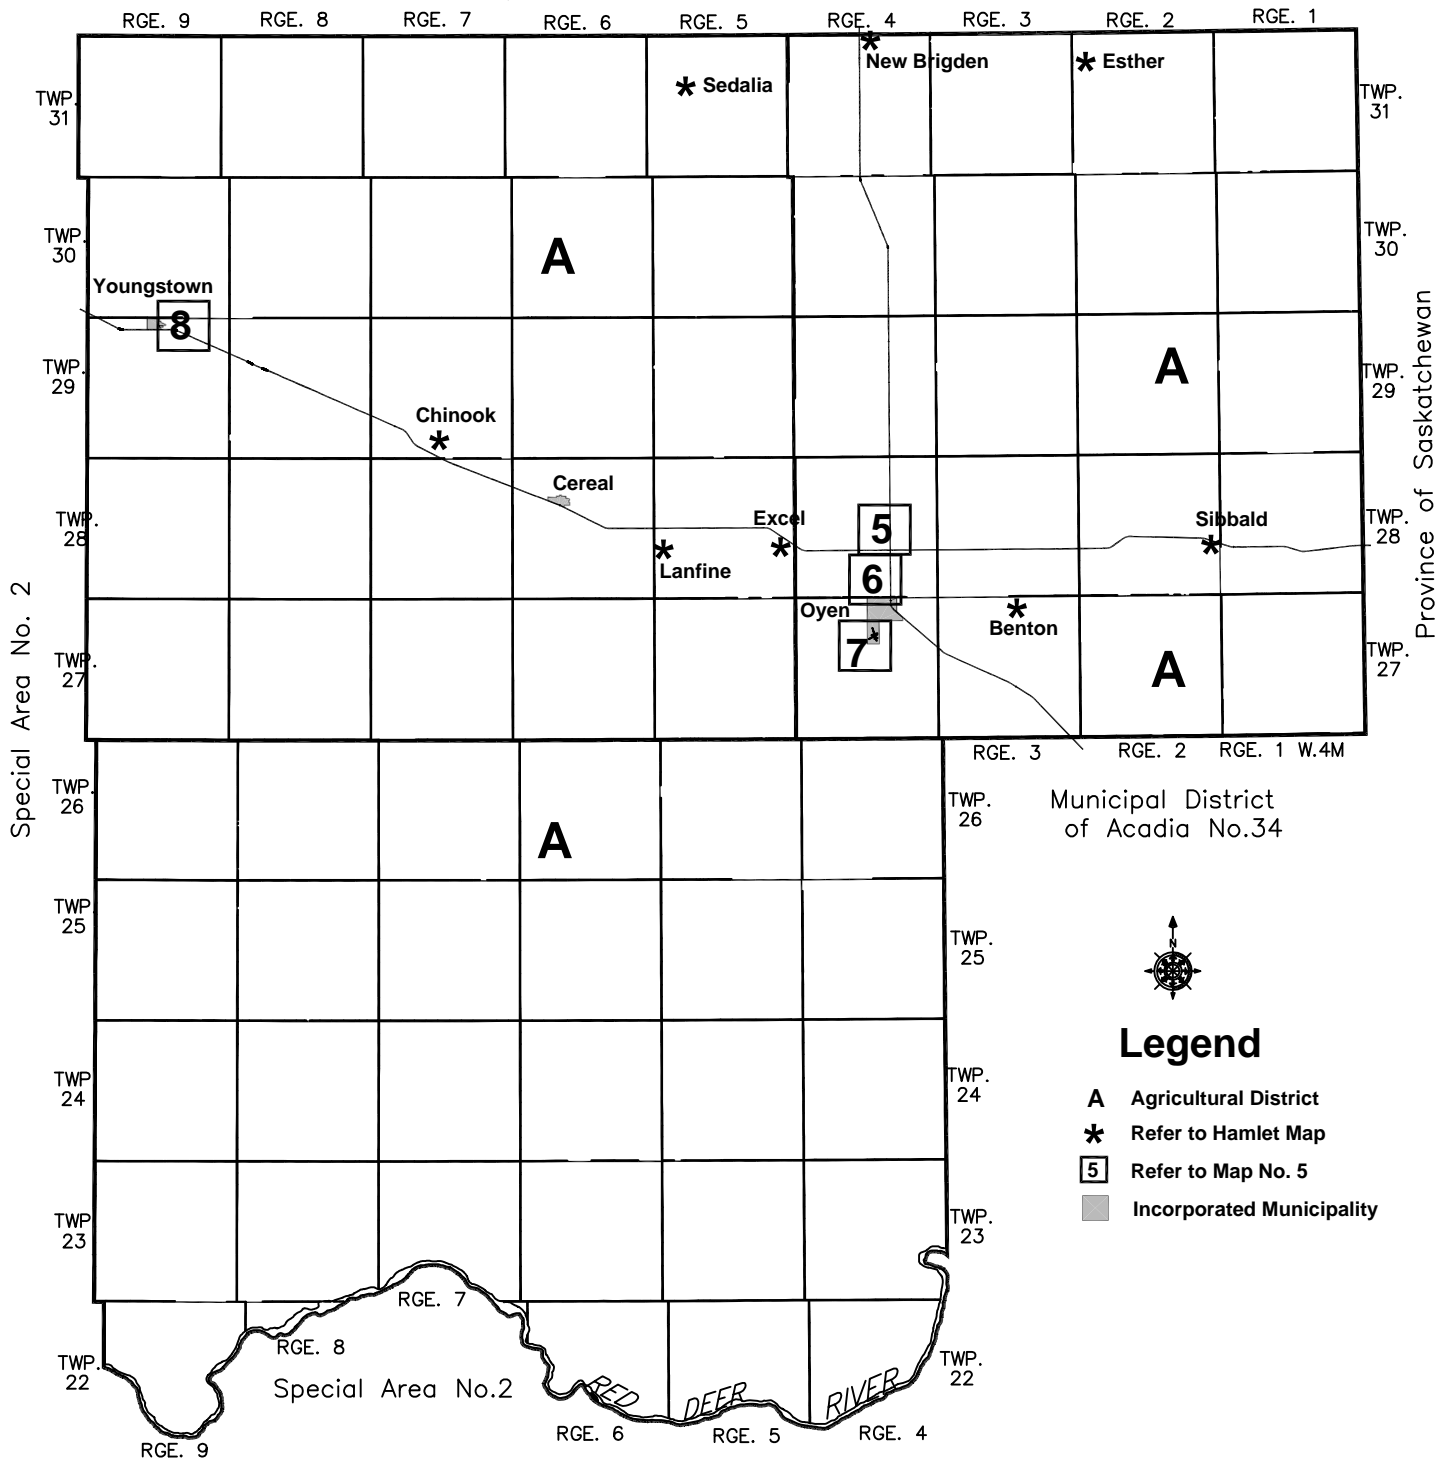 RGE. 9 RGE. 8 RGE. 7 RGE. 6 RGE. 5 RGE. 4 RGE. 3 RGE. 2 RGE. 1
New Brigden
Esther
Sedalia
TWP. 31
TWP. 31
TWP. 30
TWP. 30
A
Youngstown
8
TWP. 29
A
TWP. 29
Province of Saskatchewan
Chinook
Cereal
TWP. 28
Excel
5
Sibbald
TWP. 28
Lanfine
6
Oyen
Benton
7
TWP. 27
A
TWP. 27
Special Area No. 2
RGE. 3 RGE. 2 RGE. 1 W.4M
TWP. 26
TWP. 26
Municipal District
of Acadia No.34
A
TWP 25
TWP. 25
N
Legend
TWP 24
TWP. 24
A Agricultural District
* Refer to Hamlet Map
5 Refer to Map No. 5
Incorporated Municipality
TWP 23
TWP. 23
RGE. 7
RGE. 8
TWP. 22
TWP. 22
Special Area No.2
RED DEER RIVER
RGE. 9
RGE. 6
RGE. 5
RGE. 4